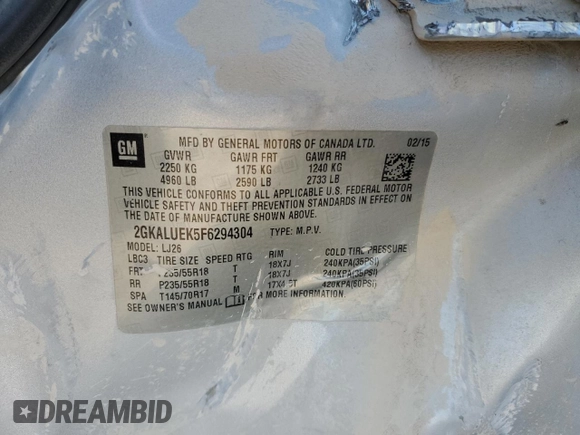 GM
MFD BY GENERAL MOTORS OF CANADA LTD. 02/15
GVWR GAWR FRT GAWR RR
2250 KG 1175 KG 1240 KG
4960 LB 2590 LB 2733 LB
THIS VEHICLE CONFORMS TO ALL APPLICABLE U.S. FEDERAL MOTOR
VEHICLE SAFETY AND THEFT PREVENTION STANDARDS IN EFFECT ON
THE DATE OF MANUFACTURE SHOWN ABOVE.
2GKALUEK5F6294304 TYPE: M.P.V.
MODEL: LJ26
LBC3 TIRE SIZE SPEED RTG RIM COLD TIRE PRESSURE
FRT P235/55R18 T 18X7J 240KPA(35PSI)
RR P235/55R18 T 18X7J 240KPA(35PSI)
SPA T145/70R17 M 420KPA(60PSI)
SEE OWNER'S MANUAL FOR MORE INFORMATION.
DREAMBID